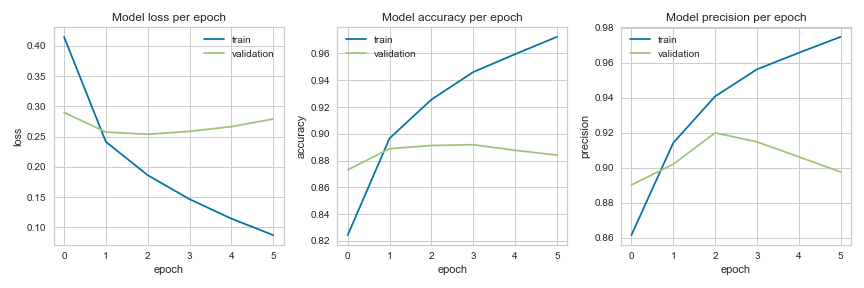 Model loss per epoch
train
validation
0.40
0.35
0.30
0.25
0.20
0.15
0.10
loss
0 1 2 3 4 5
epoch
Model accuracy per epoch
train
validation
0.96
0.94
0.92
0.90
0.88
0.86
0.84
0.82
accuracy
0 1 2 3 4 5
epoch
Model precision per epoch
train
validation
0.98
0.96
0.94
0.92
0.90
0.88
0.86
precision
0 1 2 3 4 5
epoch